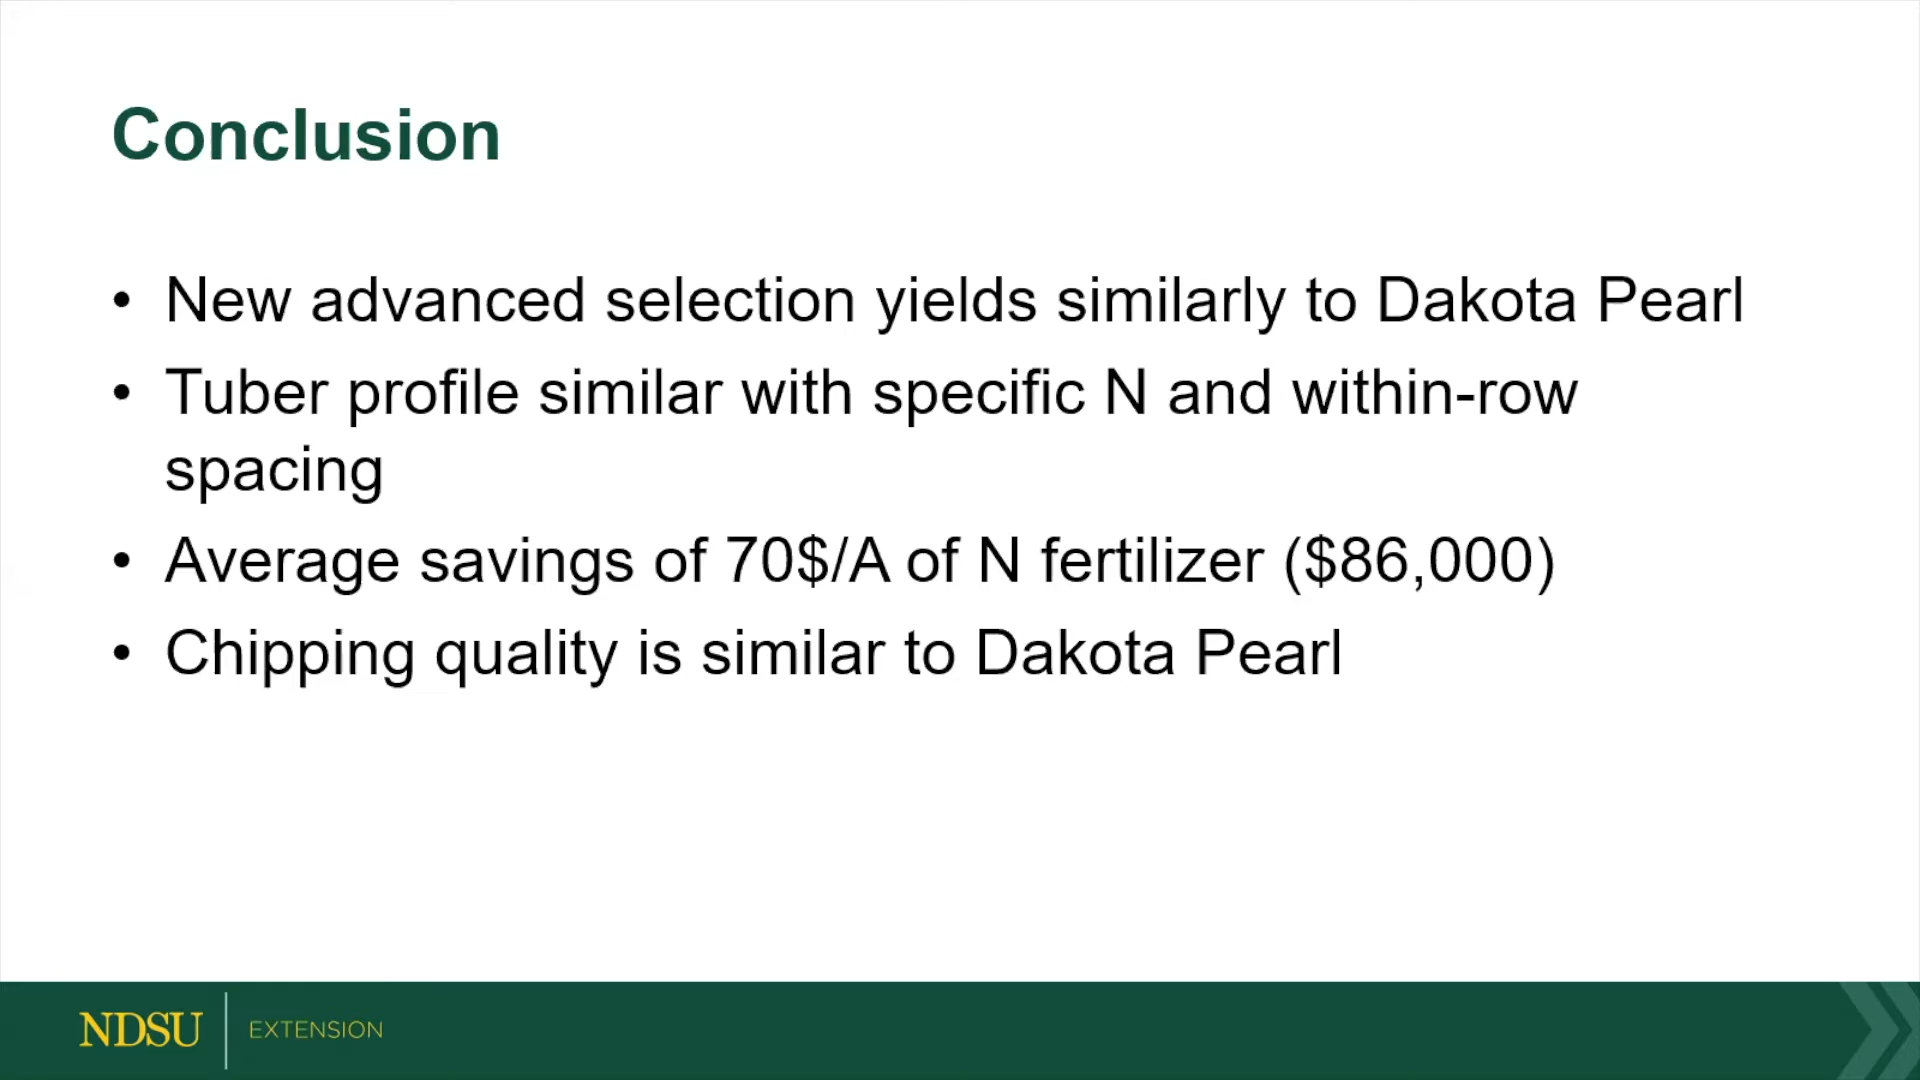 Conclusion
• New advanced selection yields similarly to Dakota Pearl
• Tuber profile similar with specific N and within-row
spacing
• Average savings of 70$/A of N fertilizer ($86,000)
• Chipping quality is similar to Dakota Pearl
NDSU EXTENSION